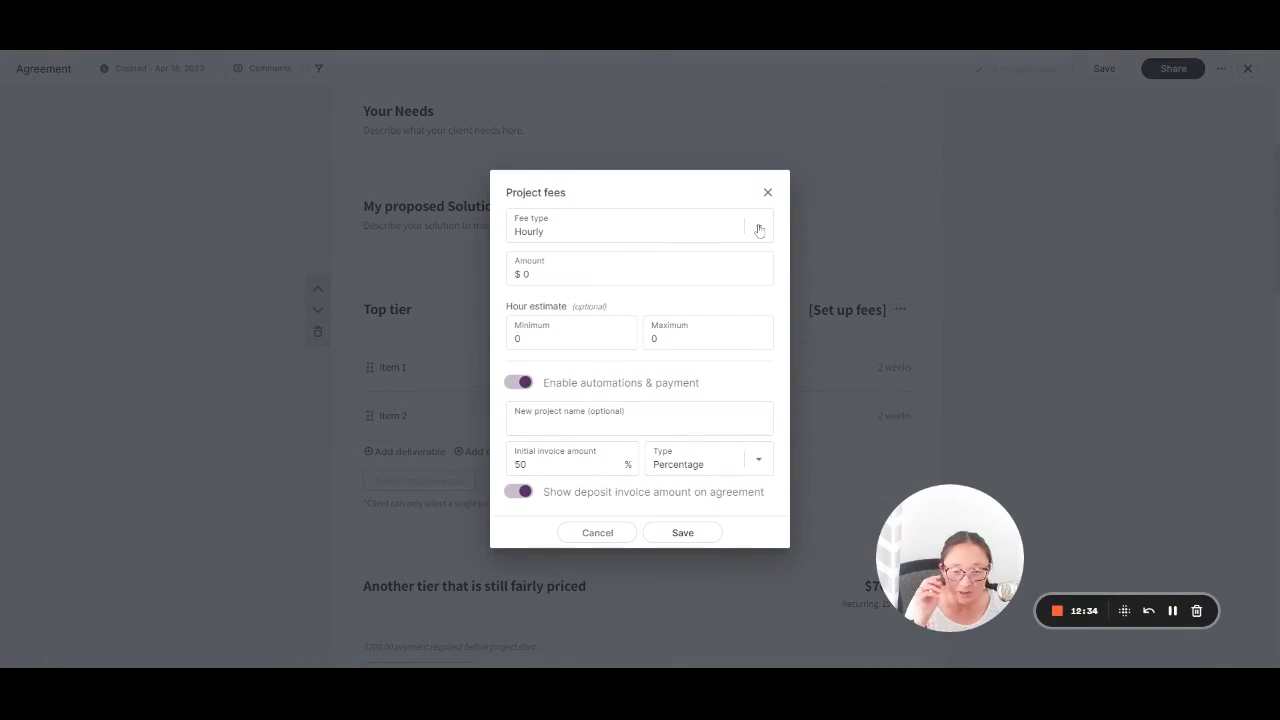 Agreement
Created - Apr 18, 2023
Comments
Save
Share
Your Needs
Describe what your client needs here.
My proposed Solutio
Describe your solution to
Top tier
[Set up fees]
Item 1
2 weeks
Item 2
2 weeks
Add deliverable
Add
Select this package
*Client can only select a single
Another tier that is still fairly priced
Recurring:
$700.00 payment required before project start.
Project fees
Fee type
Hourly
Amount
$ 0
Hour estimate (optional)
Minimum
0
Maximum
0
Enable automations & payment
New project name (optional)
Initial invoice amount
50 %
Type
Percentage
Show deposit invoice amount on agreement
Cancel
Save
12:34